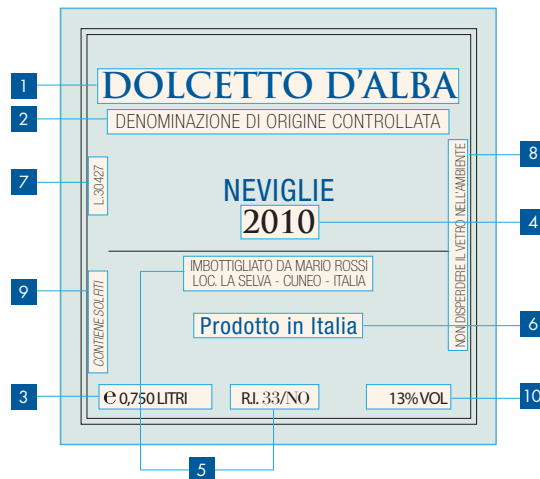 1 DOLCETTO D'ALBA
2 DENOMINAZIONE DI ORIGINE CONTROLLATA
8 NON DISPERDERE IL VETRO NELL'AMBIENTE
7 L.30427
NEVIGLIE
2010 4
IMBOTTIGLIATO DA MARIO ROSSI
LOC. LA SELVA - CUNEO - ITALIA
9 CONTIENE SOLFITI
Prodotto in Italia 6
3 e 0,750 LITRI
R.I. 33/NO
13% VOL 10
5